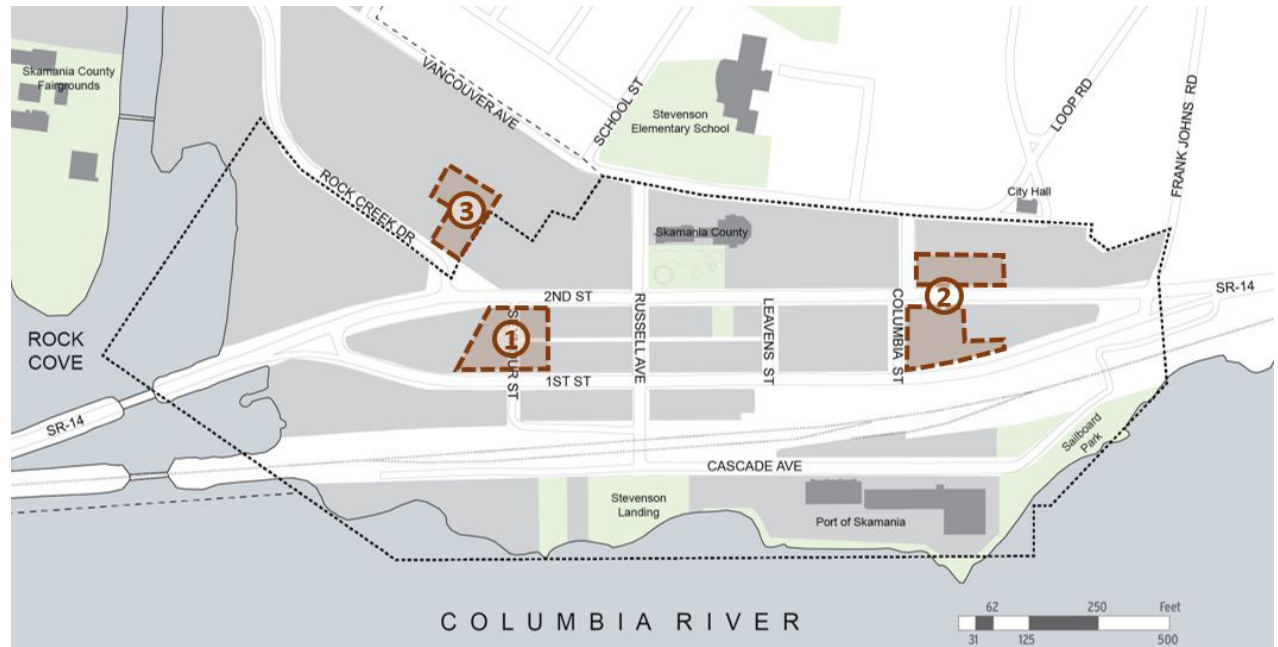 Skamania County
Fairgrounds
VANCOUVER AVE
SCHOOL ST
Stevenson
Elementary School
LOOP RD
FRANK JOHNS RD
City Hall
ROCK CREEK DR
3
Skamania County
2ND ST
RUSSELL AVE
LEAVENS ST
COLUMBIA ST
2
SR-14
ROCK
COVE
1
UR ST
1ST ST
SR-14
CASCADE AVE
Sailboard
Park
Stevenson
Landing
Port of Skamania
COLUMBIA RIVER
62 250 Feet
31 125 500